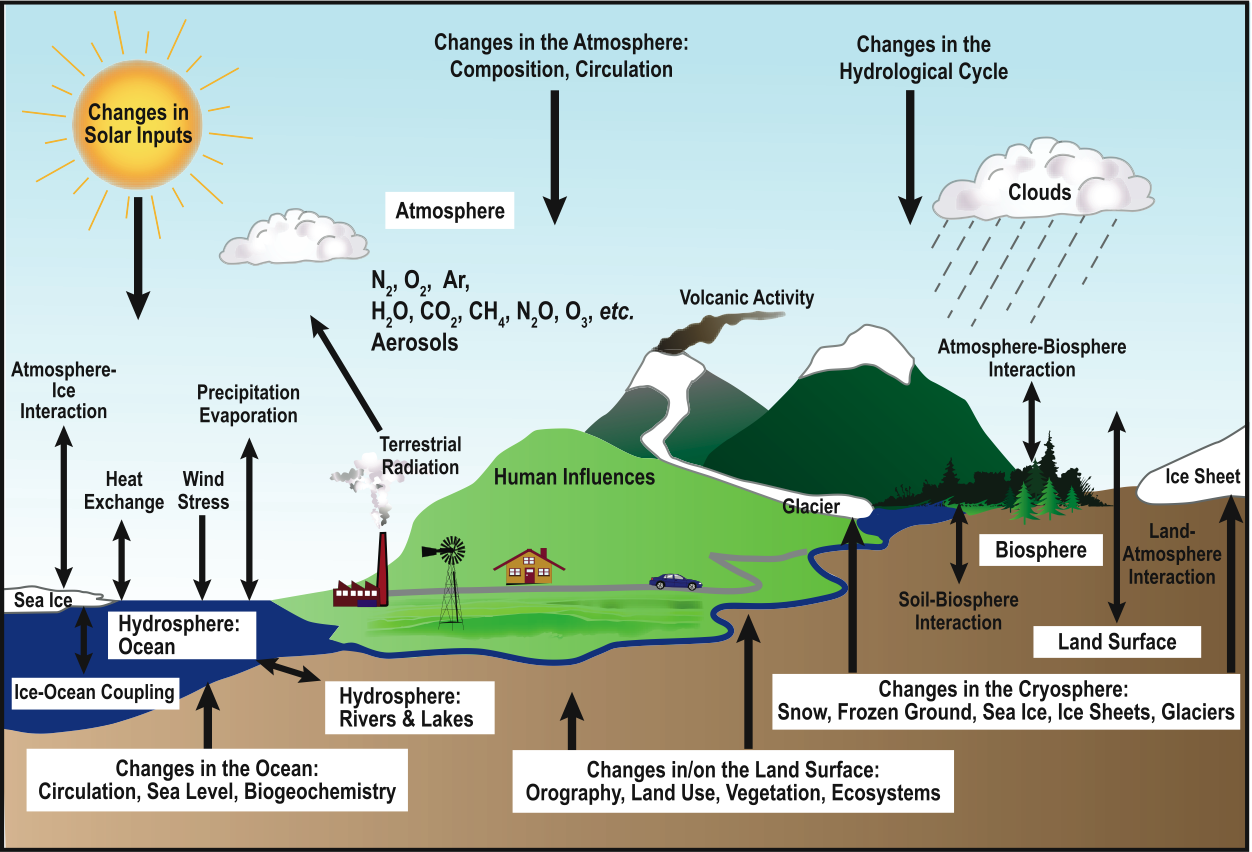 Changes in
Solar Inputs
Changes in the Atmosphere:
Composition, Circulation
Changes in the
Hydrological Cycle
Clouds
Atmosphere
N₂, O₂, Ar,
H₂O, CO₂, CH₄, N₂O, O₃, etc.
Aerosols
Volcanic Activity
Atmosphere-Biosphere
Interaction
Atmosphere-
Ice
Interaction
Precipitation
Evaporation
Heat
Exchange
Wind
Stress
Terrestrial
Radiation
Human Influences
Glacier
Ice Sheet
Land-
Atmosphere
Interaction
Biosphere
Soil-Biosphere
Interaction
Land Surface
Sea Ice
Hydrosphere:
Ocean
Ice-Ocean Coupling
Hydrosphere:
Rivers & Lakes
Changes in the Cryosphere:
Snow, Frozen Ground, Sea Ice, Ice Sheets, Glaciers
Changes in the Ocean:
Circulation, Sea Level, Biogeochemistry
Changes in/on the Land Surface:
Orography, Land Use, Vegetation, Ecosystems